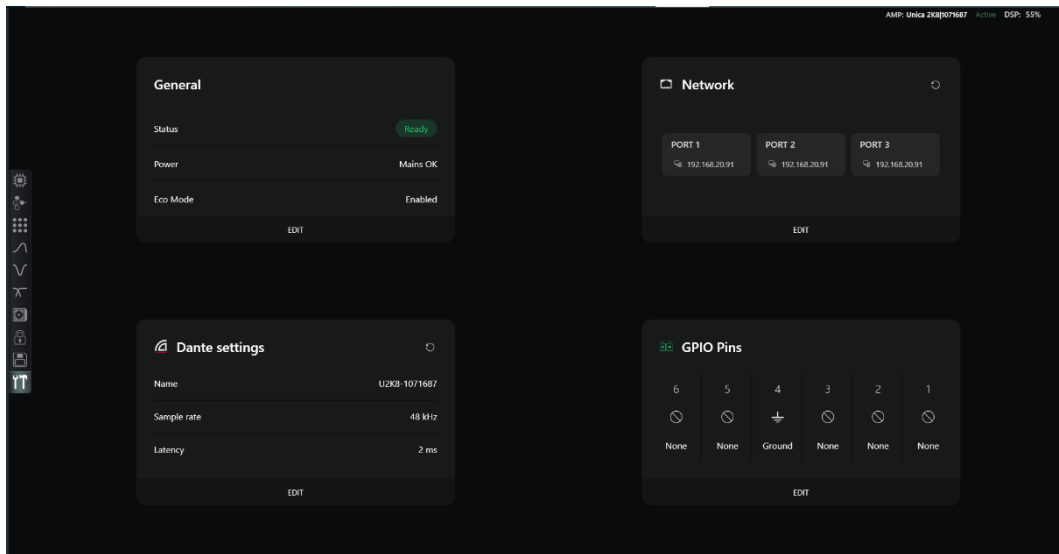 AMP: Unica 2K8|1071687 Active DSP: 55%
General
Status Ready
Power Mains OK
Eco Mode Enabled
EDIT
Network
PORT 1 PORT 2 PORT 3
192.168.20.91 192.168.20.91 192.168.20.91
EDIT
Dante settings
Name U2K8-1071687
Sample rate 48 kHz
Latency 2 ms
EDIT
GPIO Pins
6 5 4 3 2 1
None None Ground None None None
EDIT